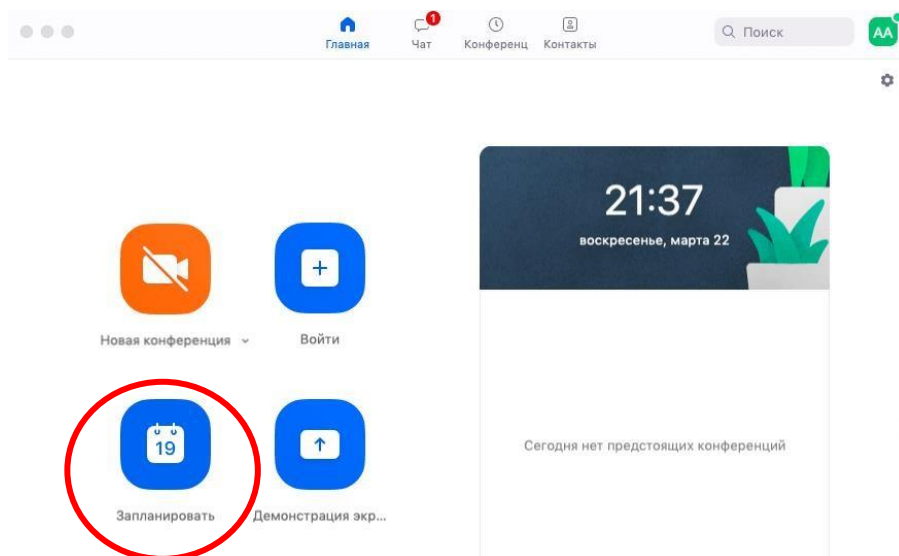 1
Главная
Чат
Конференц
Контакты
Поиск
АА
21:37
воскресенье, марта 22
Новая конференция
Войти
19
Запланировать
Демонстрация экр...
Сегодня нет предстоящих конференций